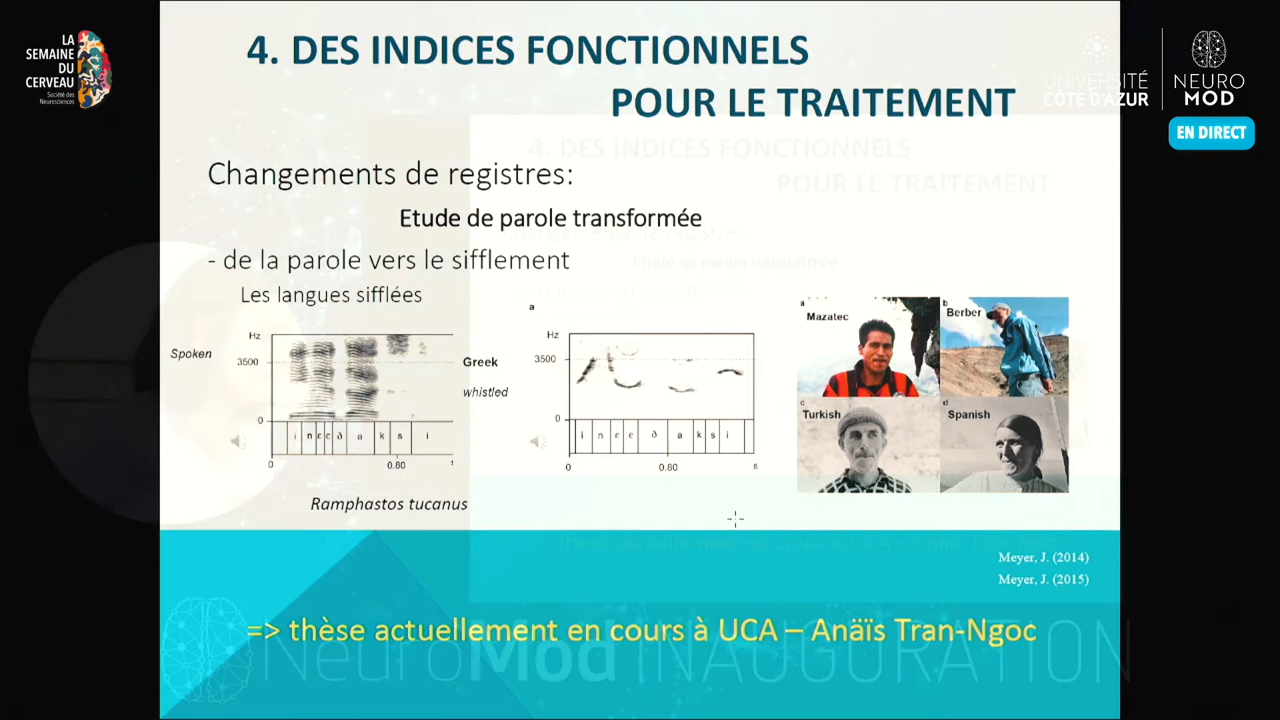 LA
SEMAINE
DU
CERVEAU
Société des
Neurosciences
4. DES INDICES FONCTIONNELS
POUR LE TRAITEMENT
UNIVERSITÉ
CÔTE D'AZUR
NEURO
MOD
EN DIRECT
Changements de registres:
Etude de parole transformée
- de la parole vers le sifflement
Les langues sifflées
Spoken
Hz
3500
0
i n ε ε ð a k s i
0 0.80
Greek
whistled
a
Hz
3500
0
i n ε ε ð a k s i
0 0.80 s
a
Mazatec
b
Berber
c
Turkish
d
Spanish
Ramphastos tucanus
Meyer, J. (2014)
Meyer, J. (2015)
=> thèse actuellement en cours à UCA – Anäïs Tran-Ngoc
NeuroMod INAUGURATION